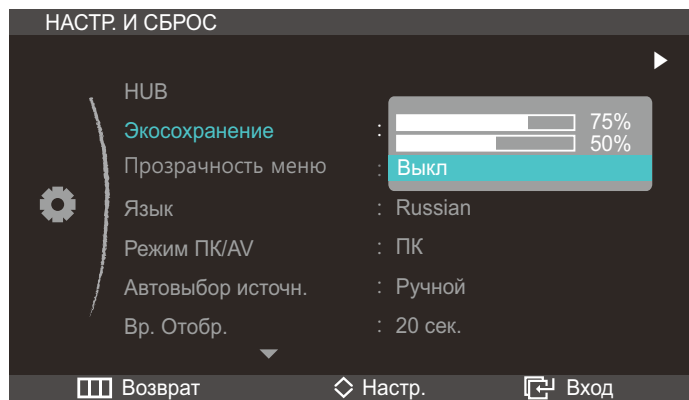 НАСТР. И СБРОС
HUB
Экосохранение :
75%
50%
Прозрачность меню : Выкл
Язык : Russian
Режим ПК/AV : ПК
Автовыбор источн. : Ручной
Вр. Отобр. : 20 сек.
Возврат Настр. Вход